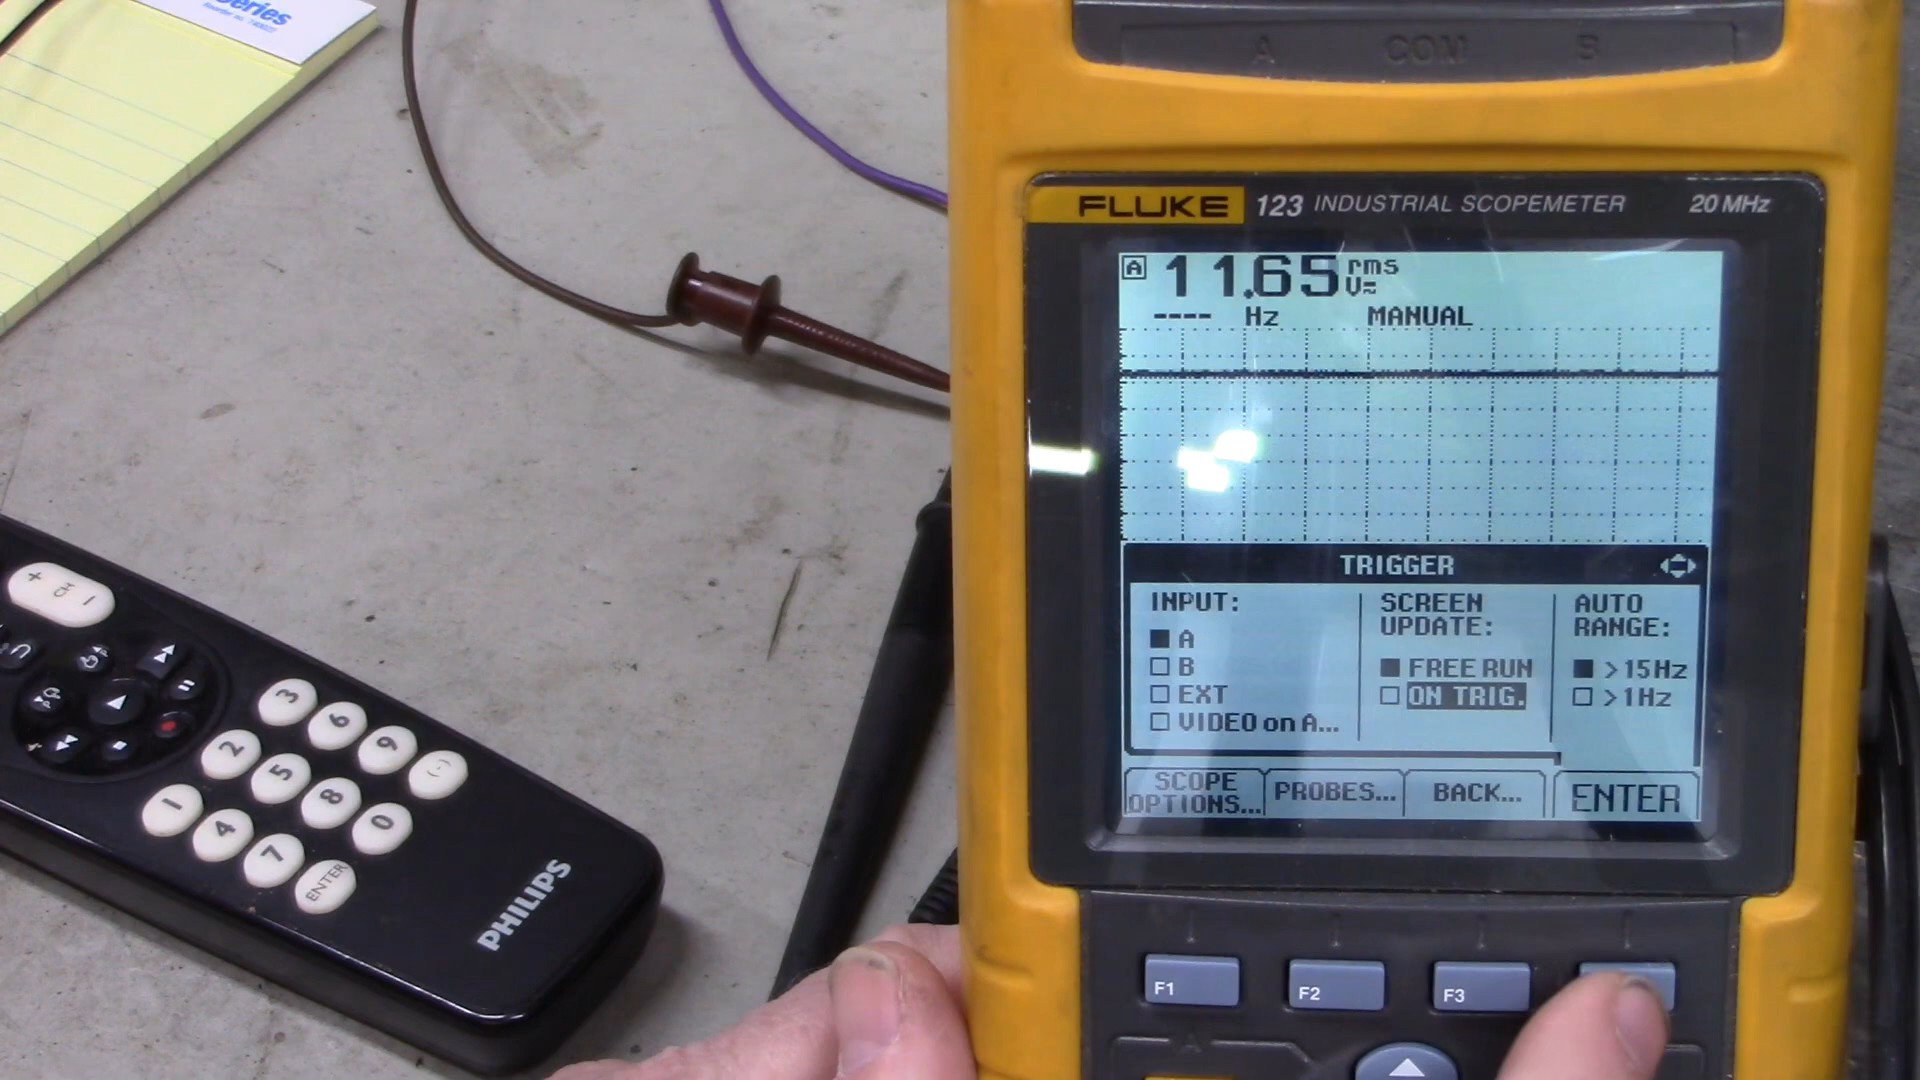 eries
A
COM
B
FLUKE 123 INDUSTRIAL SCOPEMETER 20 MHz
A 11.65 rms V
---- Hz MANUAL
TRIGGER
INPUT:
A
B
EXT
VIDEO on A...
SCREEN
UPDATE:
FREE RUN
ON TRIG.
AUTO
RANGE:
>15Hz
>1Hz
SCOPE
OPTIONS...
PROBES...
BACK...
ENTER
F1
F2
F3
A
+
CH
−
3
6
9
(-)
2
5
8
0
1
4
7
ENTER
PHILIPS